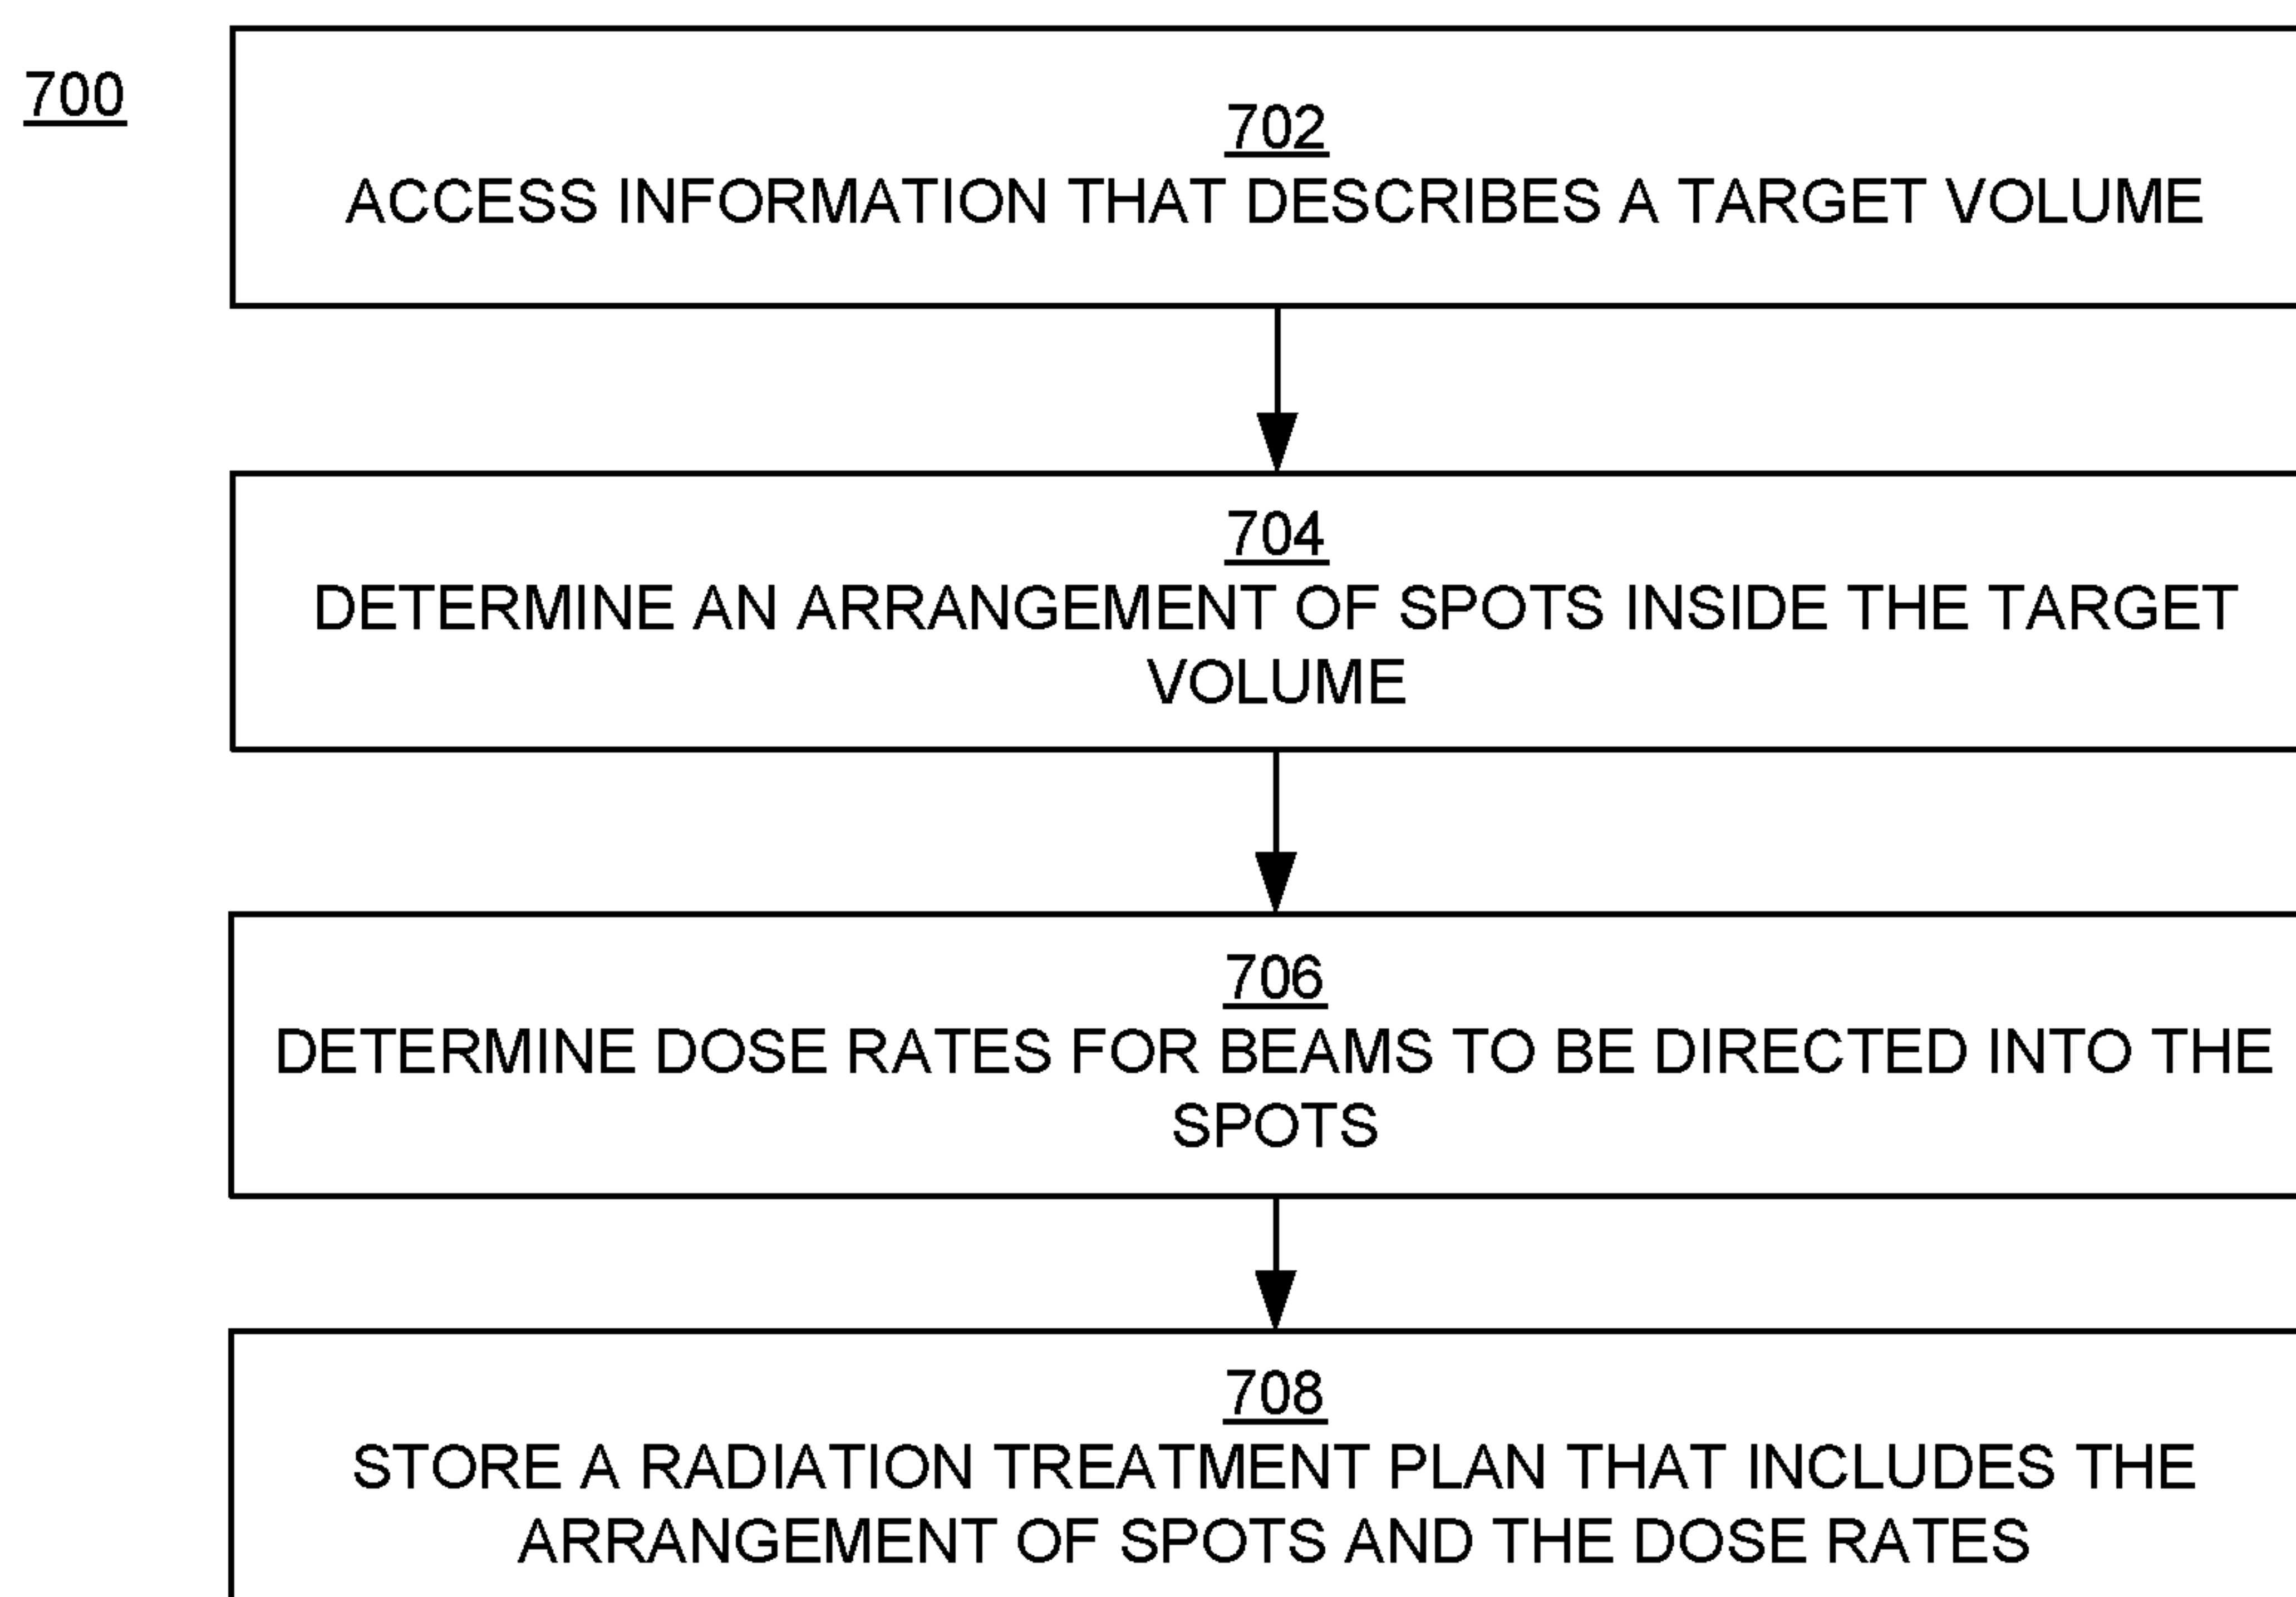 700
702
ACCESS INFORMATION THAT DESCRIBES A TARGET VOLUME
704
DETERMINE AN ARRANGEMENT OF SPOTS INSIDE THE TARGET
VOLUME
706
DETERMINE DOSE RATES FOR BEAMS TO BE DIRECTED INTO THE
SPOTS
708
STORE A RADIATION TREATMENT PLAN THAT INCLUDES THE
ARRANGEMENT OF SPOTS AND THE DOSE RATES